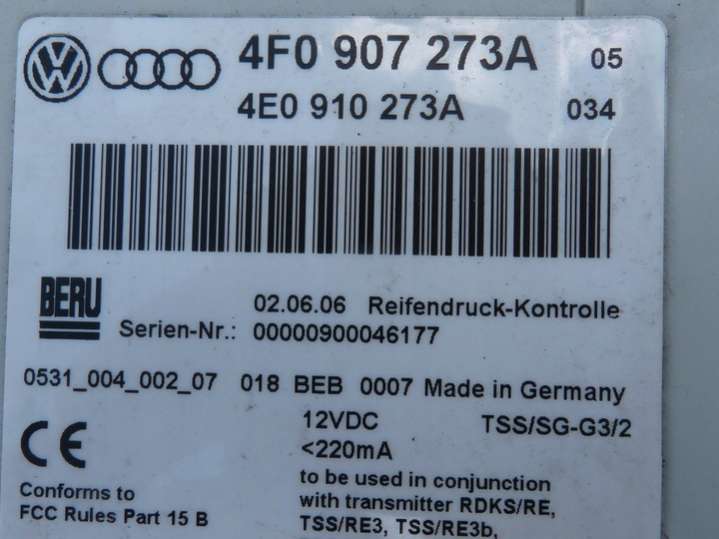 4F0 907 273A 05
4E0 910 273A 034
BERU
02.06.06 Reifendruck-Kontrolle
Serien-Nr.: 00000900046177
0531_004_002_07 018 BEB 0007 Made in Germany
12VDC TSS/SG-G3/2
CE <220mA
Conforms to
FCC Rules Part 15 B
to be used in conjunction
with transmitter RDKS/RE,
TSS/RE3, TSS/RE3b,